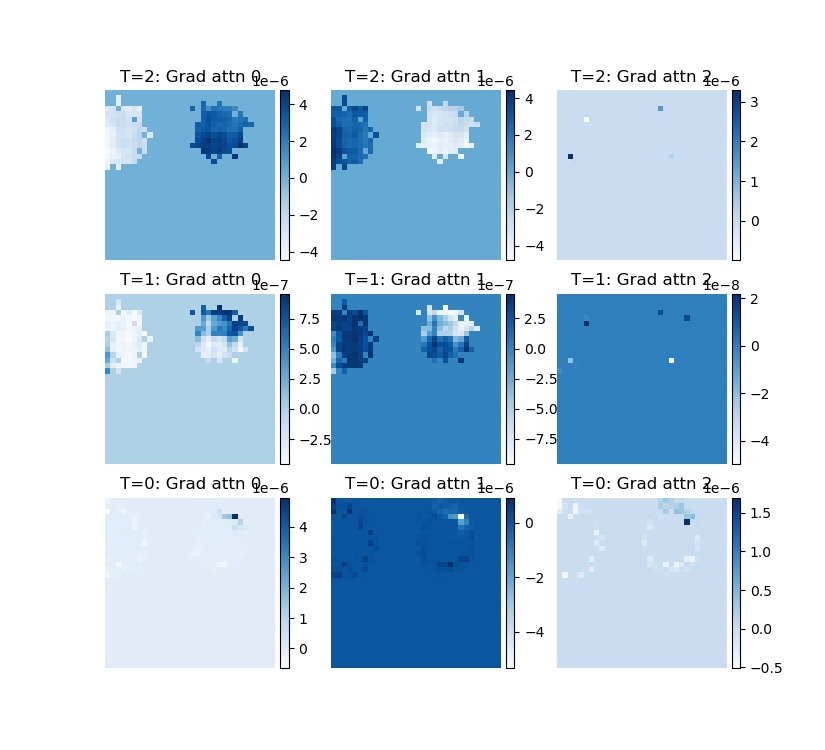 T=2: Grad attn 0
1e−6
4
2
0
−2
−4
T=2: Grad attn 1
1e−6
4
2
0
−2
−4
T=2: Grad attn 2
1e−6
3
2
1
0
T=1: Grad attn 0
1e−7
7.5
5.0
2.5
0.0
−2.5
T=1: Grad attn 1
1e−7
2.5
0.0
−2.5
−5.0
−7.5
T=1: Grad attn 2
1e−8
2
0
−2
−4
T=0: Grad attn 0
1e−6
4
3
2
1
0
T=0: Grad attn 1
1e−6
0
−2
−4
T=0: Grad attn 2
1e−6
1.5
1.0
0.5
0.0
−0.5